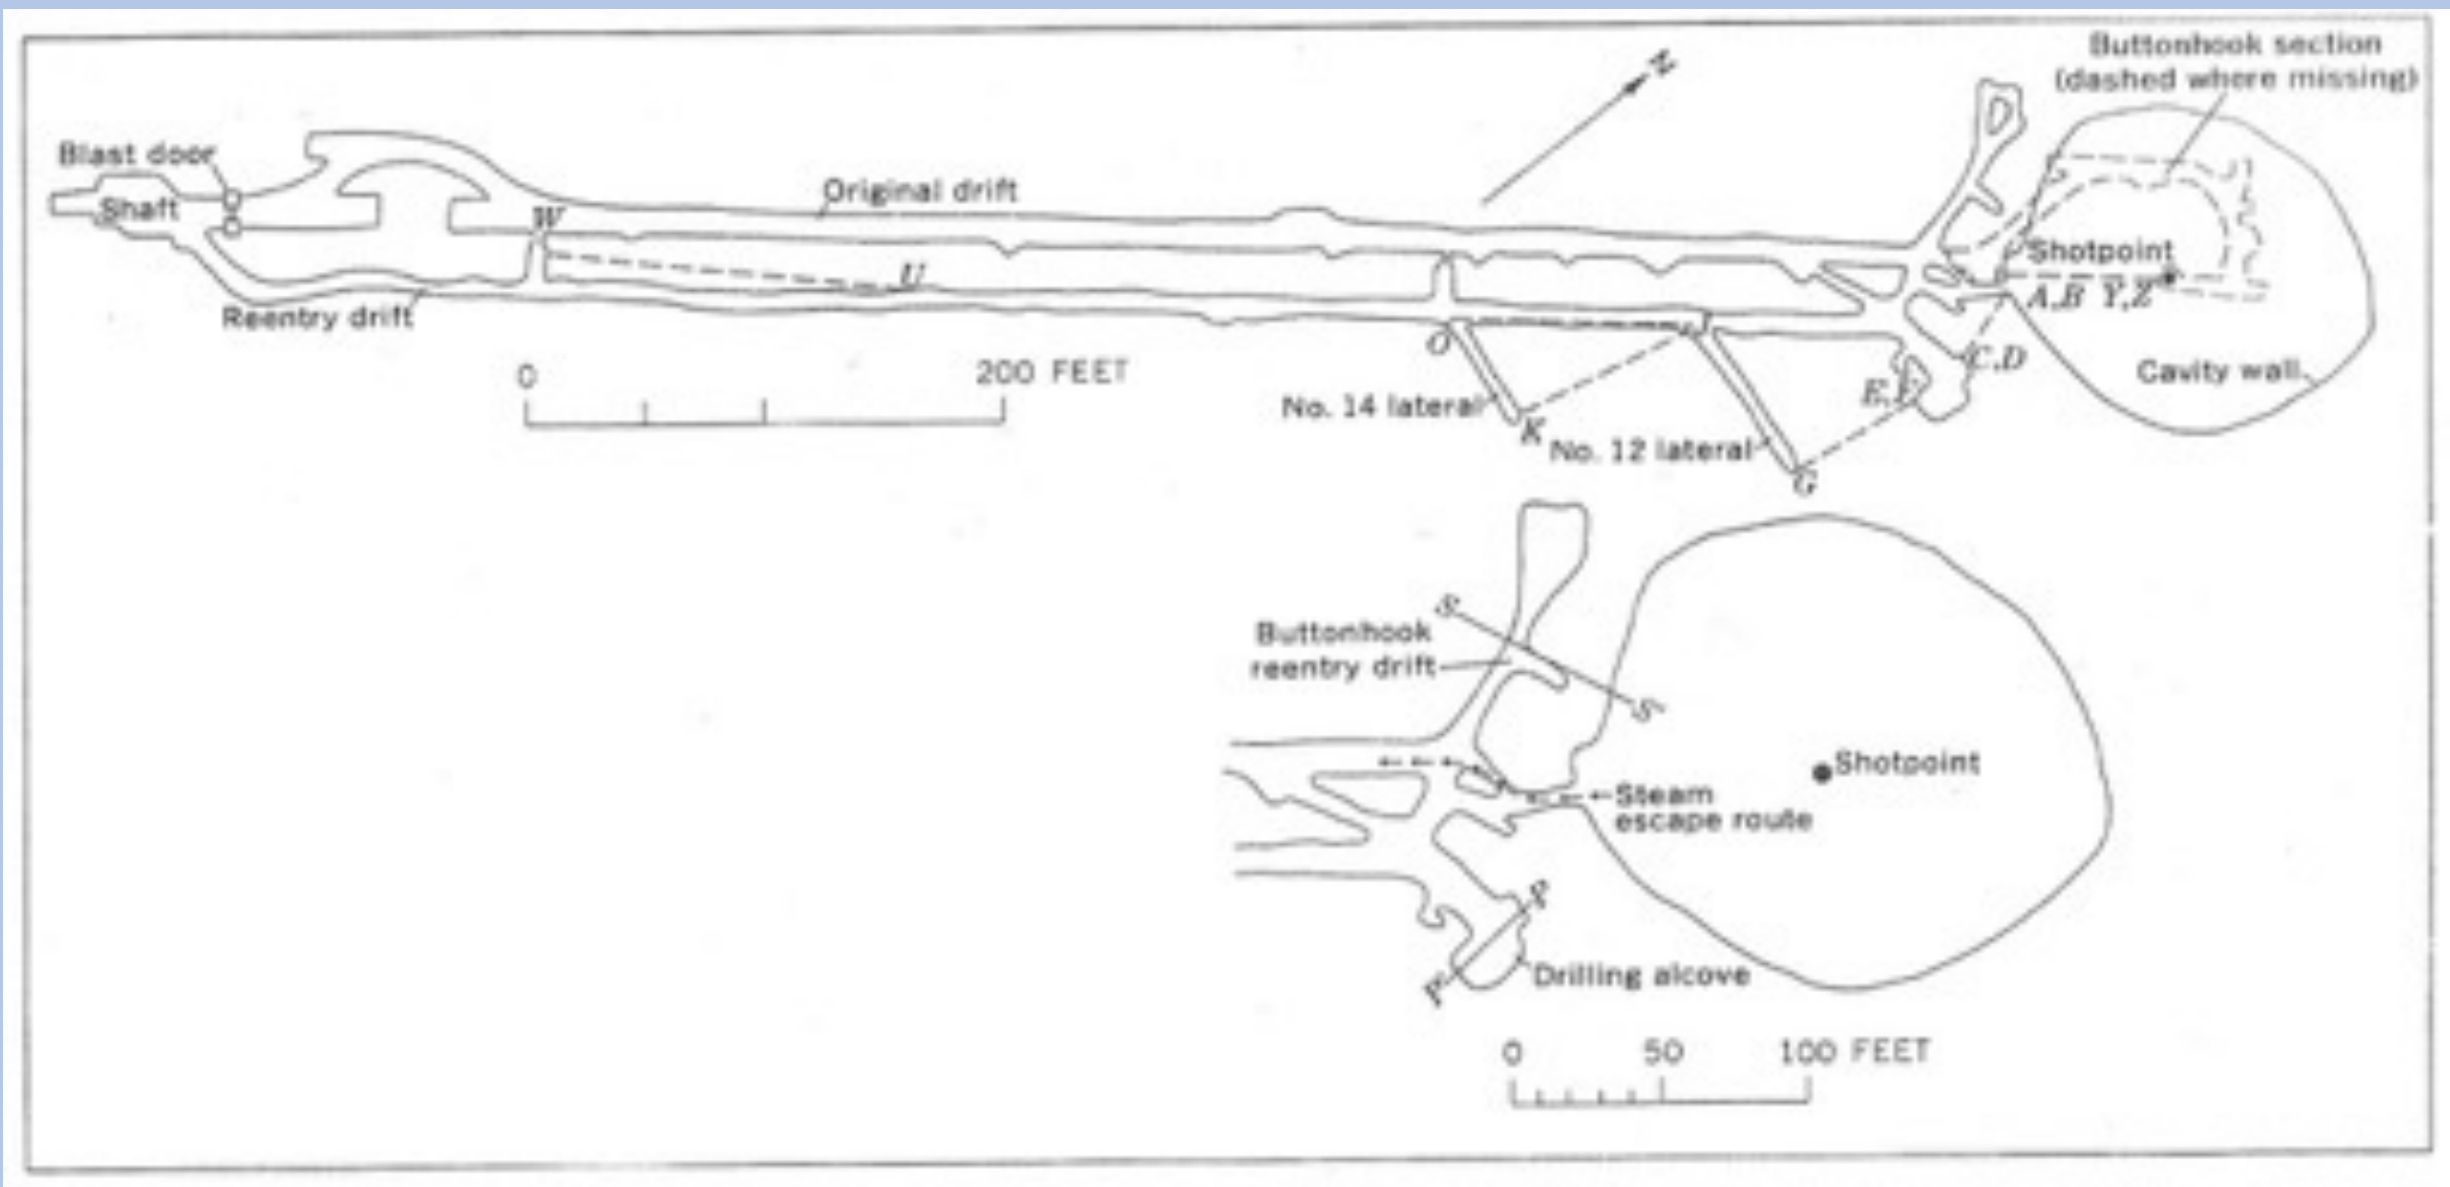 Buttonhook section
(dashed where missing)
N
Blast door
Shaft
Original drift
W
U
Reentry drift
Shotpoint
A,B Y,Z
C,D
E,F
Cavity wall
0 200 FEET
O
No. 14 lateral
K
No. 12 lateral
G
S
Buttonhook
reentry drift
S'
Shotpoint
Steam
escape route
P
Drilling alcove
0 50 100 FEET